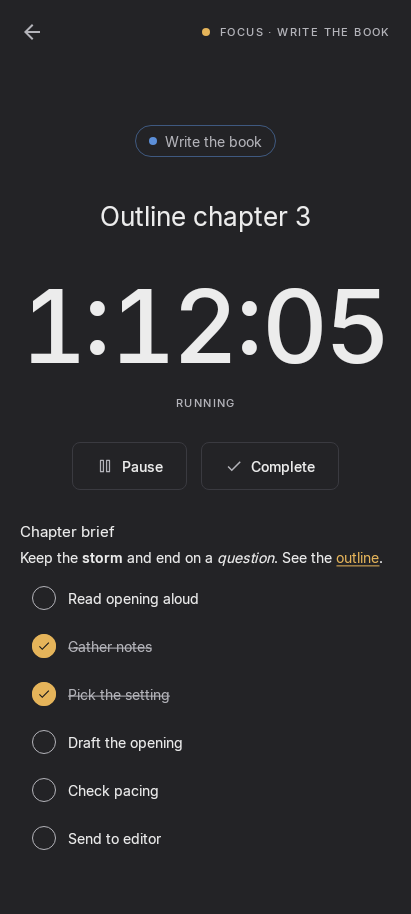 FOCUS · WRITE THE BOOK
Write the book
Outline chapter 3
1:12:05
RUNNING
Pause
Complete
Chapter brief
Keep the storm and end on a question. See the outline.
Read opening aloud
Gather notes
Pick the setting
Draft the opening
Check pacing
Send to editor